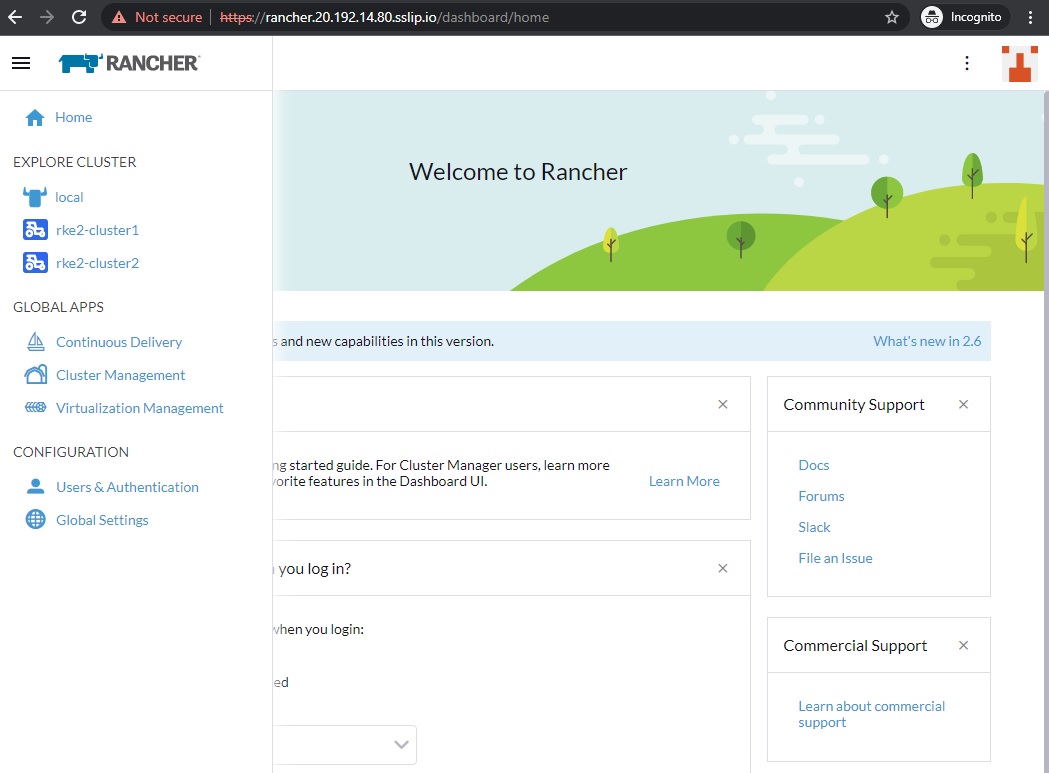 Not secure
https://rancher.20.192.14.80.sslip.io/dashboard/home
Incognito
RANCHER
Home
EXPLORE CLUSTER
local
rke2-cluster1
rke2-cluster2
GLOBAL APPS
Continuous Delivery
Cluster Management
Virtualization Management
CONFIGURATION
Users & Authentication
Global Settings
Welcome to Rancher
s and new capabilities in this version.
What's new in 2.6
ng started guide. For Cluster Manager users, learn more
vorite features in the Dashboard UI.
Learn More
you log in?
when you login:
ed
Community Support
Docs
Forums
Slack
File an Issue
Commercial Support
Learn about commercial
support